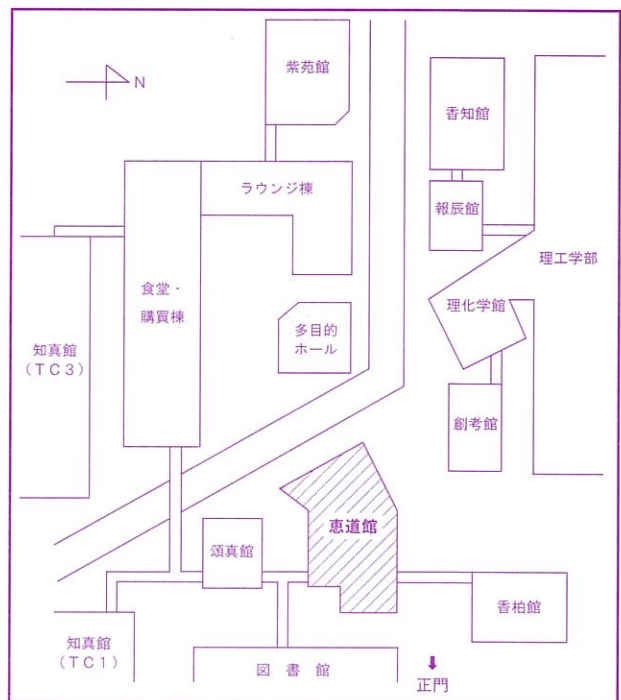 紫苑館
N
香知館
ラウンジ棟
報辰館
理工学部
食堂・
購買棟
理化学館
多目的
ホール
知真館
(TC3)
創考館
恵道館
頌真館
香柏館
知真館
(TC1)
図書館
正門